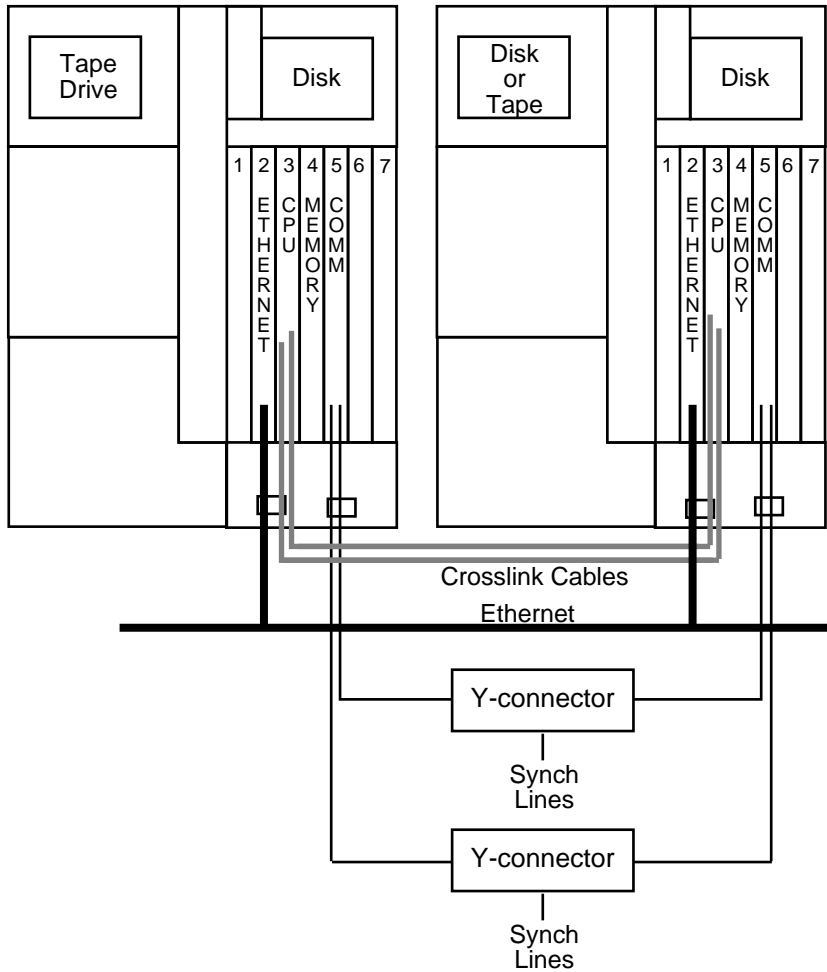 Tape
Drive
Disk
Disk
or
Tape
Disk
1 2 3 4 5 6 7
ETHERNET
CPU
MEMORY
COMM
1 2 3 4 5 6 7
ETHERNET
CPU
MEMORY
COMM
Crosslink Cables
Ethernet
Y-connector
Synch
Lines
Y-connector
Synch
Lines